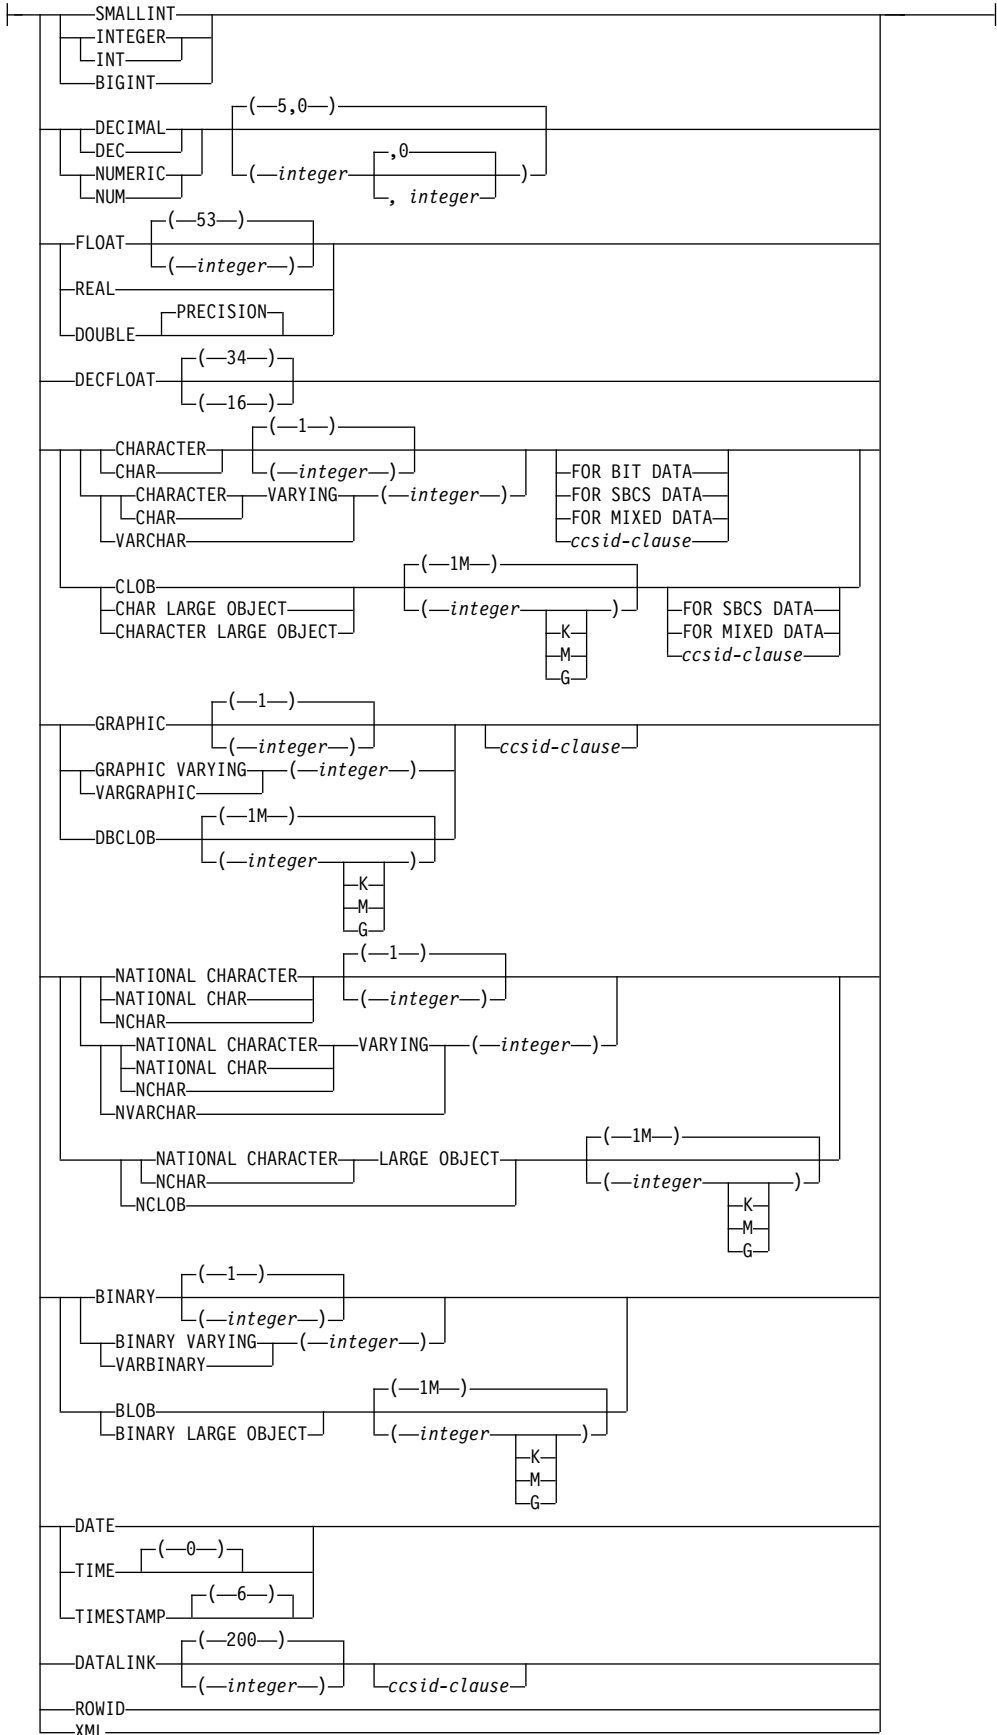 SMALLINT
INTEGER
INT
BIGINT
( 5,0 )
DECIMAL
DEC ,0
NUMERIC ( integer )
NUM , integer
( 53 )
FLOAT
( integer )
REAL
PRECISION
DOUBLE
( 34 )
DECFLOAT
( 16 )
( 1 )
CHARACTER
CHAR ( integer ) FOR BIT DATA
CHARACTER VARYING ( integer ) FOR SBCS DATA
CHAR FOR MIXED DATA
VARCHAR ccsid-clause
( 1M )
CLOB
CHAR LARGE OBJECT ( integer ) FOR SBCS DATA
CHARACTER LARGE OBJECT K FOR MIXED DATA
M ccsid-clause
G
( 1 )
GRAPHIC
( integer ) ccsid-clause
GRAPHIC VARYING ( integer )
VARGRAPHIC
( 1M )
DBCLOB
( integer )
K
M
G
( 1 )
NATIONAL CHARACTER
NATIONAL CHAR ( integer )
NCHAR
NATIONAL CHARACTER VARYING ( integer )
NATIONAL CHAR
NCHAR
NVARCHAR
( 1M )
NATIONAL CHARACTER LARGE OBJECT
NCHAR ( integer )
NCLOB K
M
G
( 1 )
BINARY
( integer )
BINARY VARYING ( integer )
VARBINARY
( 1M )
BLOB
BINARY LARGE OBJECT ( integer )
K
M
G
DATE
( 0 )
TIME
( 6 )
TIMESTAMP
( 200 )
DATALINK
( integer ) ccsid-clause
ROWID
XML